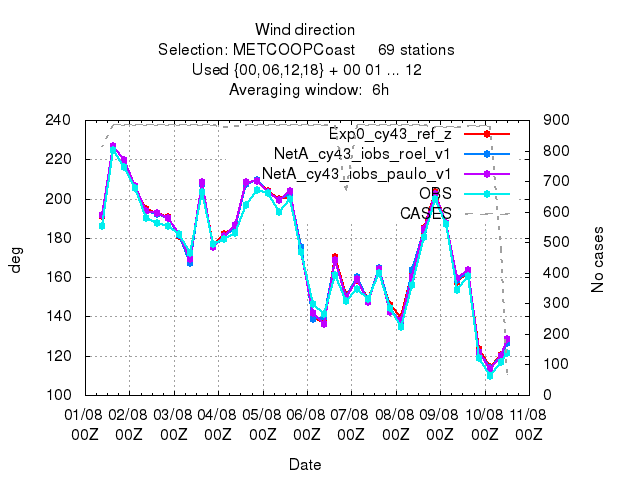 Wind direction
Selection: METCOOPCoast 69 stations
Used {00,06,12,18} + 00 01 ... 12
Averaging window: 6h
240
220
200
180
160
140
120
100
deg
900
800
700
600
500
400
300
200
100
0
No cases
Exp0_cy43_ref_z
NetA_cy43_iobs_roel_v1
NetA_cy43_iobs_paulo_v1
OBS
CASES
01/08 02/08 03/08 04/08 05/08 06/08 07/08 08/08 09/08 10/08 11/08
00Z 00Z 00Z 00Z 00Z 00Z 00Z 00Z 00Z 00Z 00Z
Date